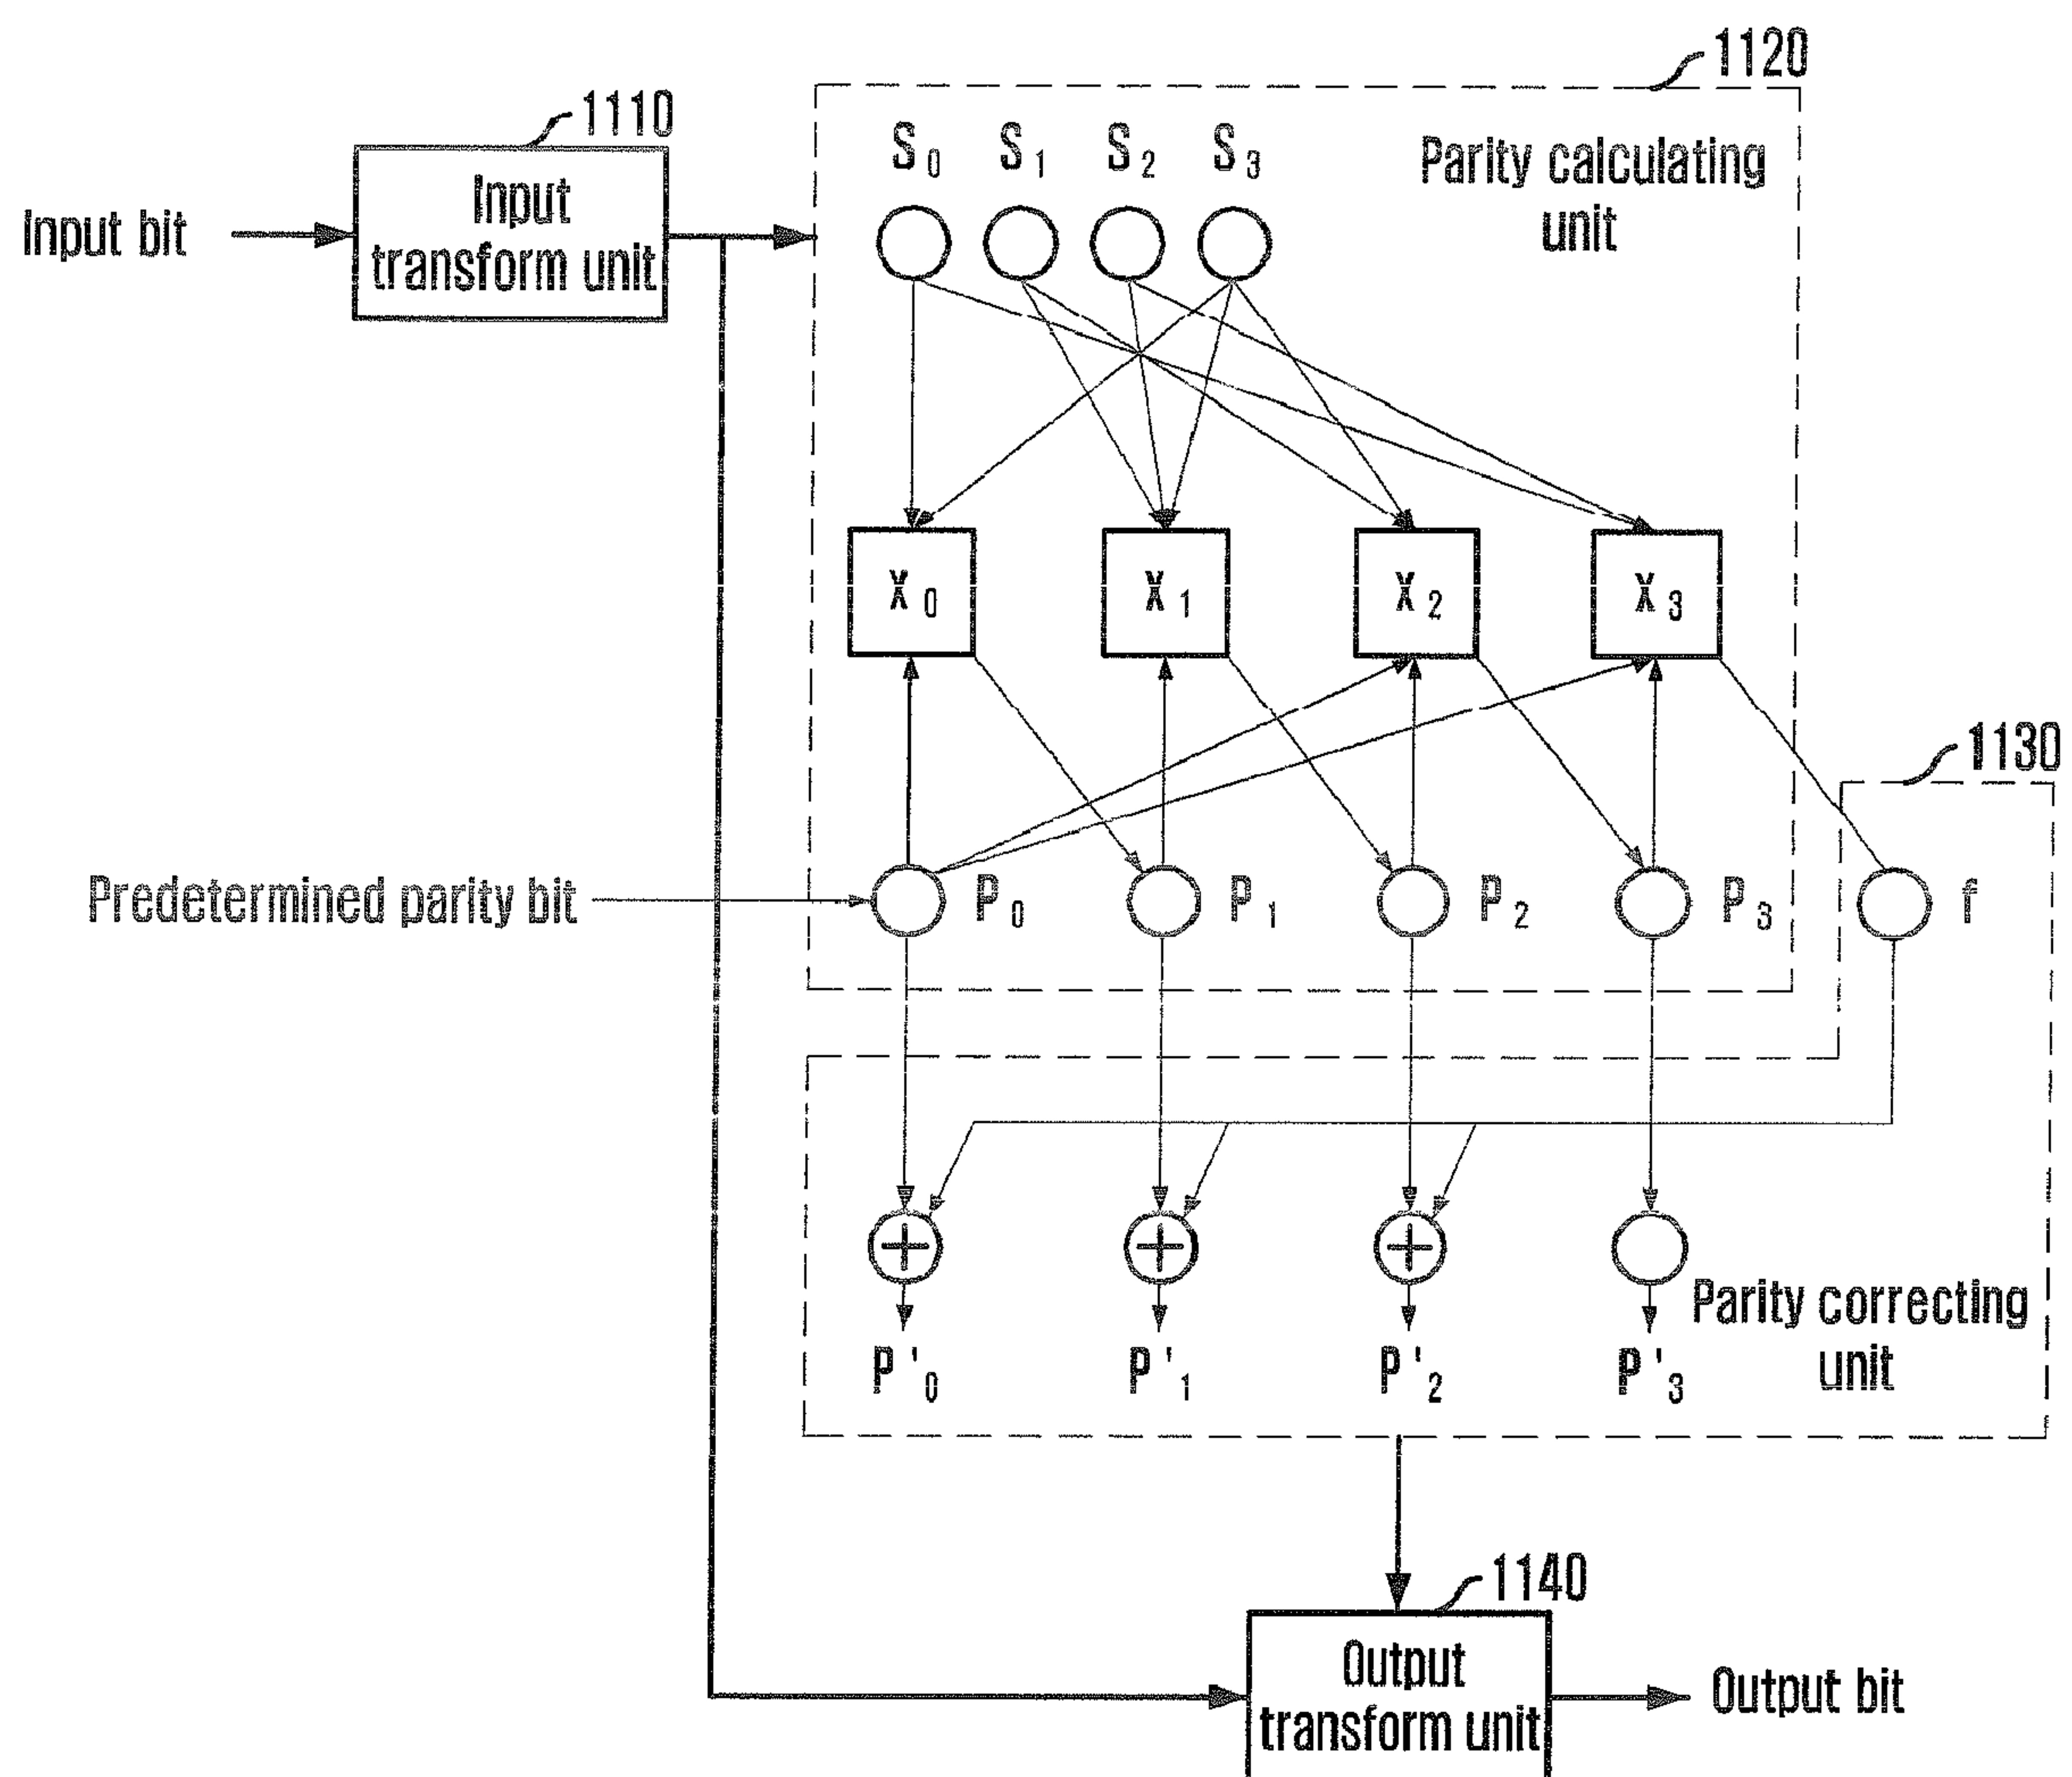 1120
1110
S0 S1 S2 S3
Parity calculating
unit
Input
transform unit
Input bit
X0 X1 X2 X3
1130
Predetermined parity bit
P0 P1 P2 P3 f
Parity correcting
unit
P'0 P'1 P'2 P'3
1140
Output
transform unit
Output bit